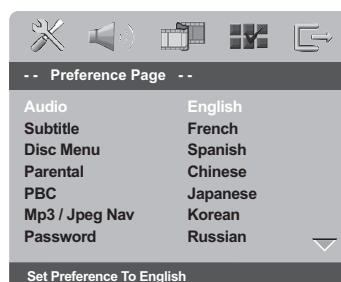 -- Preference Page --
Audio English
Subtitle French
Disc Menu Spanish
Parental Chinese
PBC Japanese
Mp3 / Jpeg Nav Korean
Password Russian
Set Preference To English